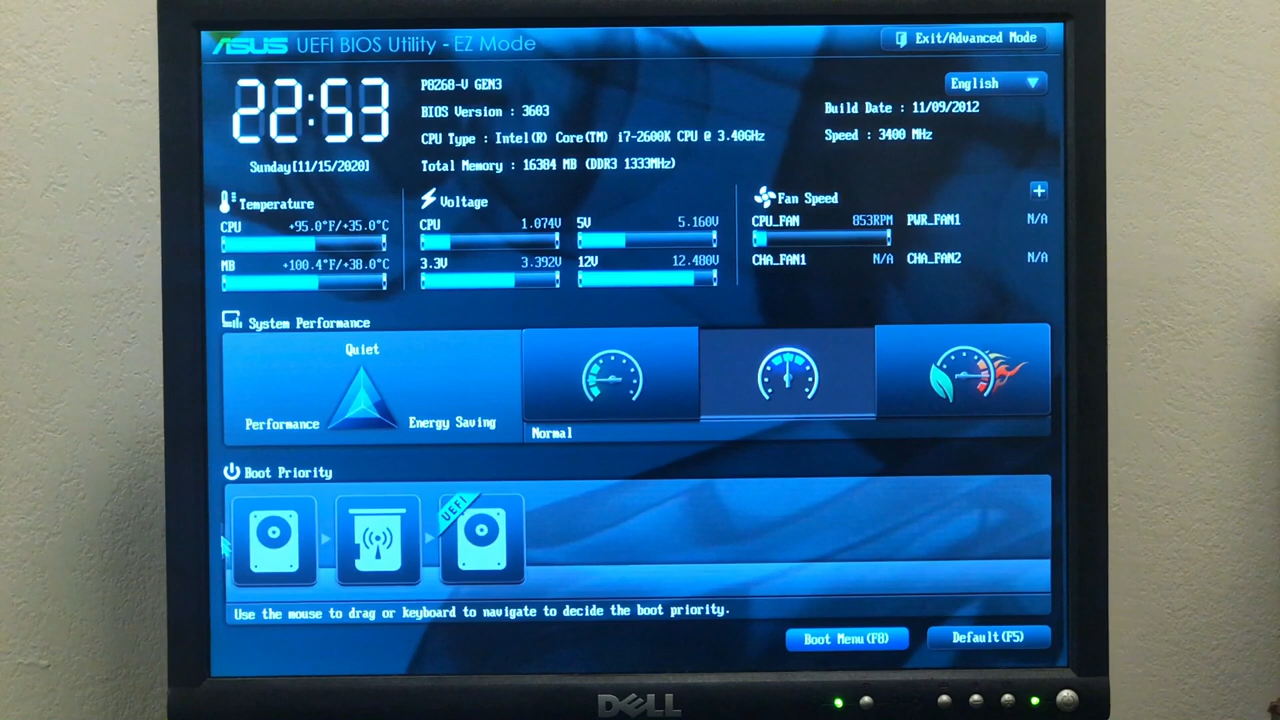 ASUS UEFI BIOS Utility - EZ Mode
Exit/Advanced Mode
22:53
Sunday[11/15/2020]
P8Z68-V GEN3
BIOS Version : 3603
CPU Type : Intel(R) Core(TM) i7-2600K CPU @ 3.40GHz
Total Memory : 16384 MB (DDR3 1333MHz)
English
Build Date : 11/09/2012
Speed : 3400 MHz
Temperature
CPU +95.0°F/+35.0°C
MB +100.4°F/+38.0°C
Voltage
CPU 1.074V 5V 5.160V
3.3V 3.392V 12V 12.480V
Fan Speed
CPU_FAN 853RPM PWR_FAN1 N/A
CHA_FAN1 N/A CHA_FAN2 N/A
System Performance
Quiet
Performance
Energy Saving
Normal
Boot Priority
UEFI
Use the mouse to drag or keyboard to navigate to decide the boot priority.
Boot Menu(F8)
Default(F5)
DELL